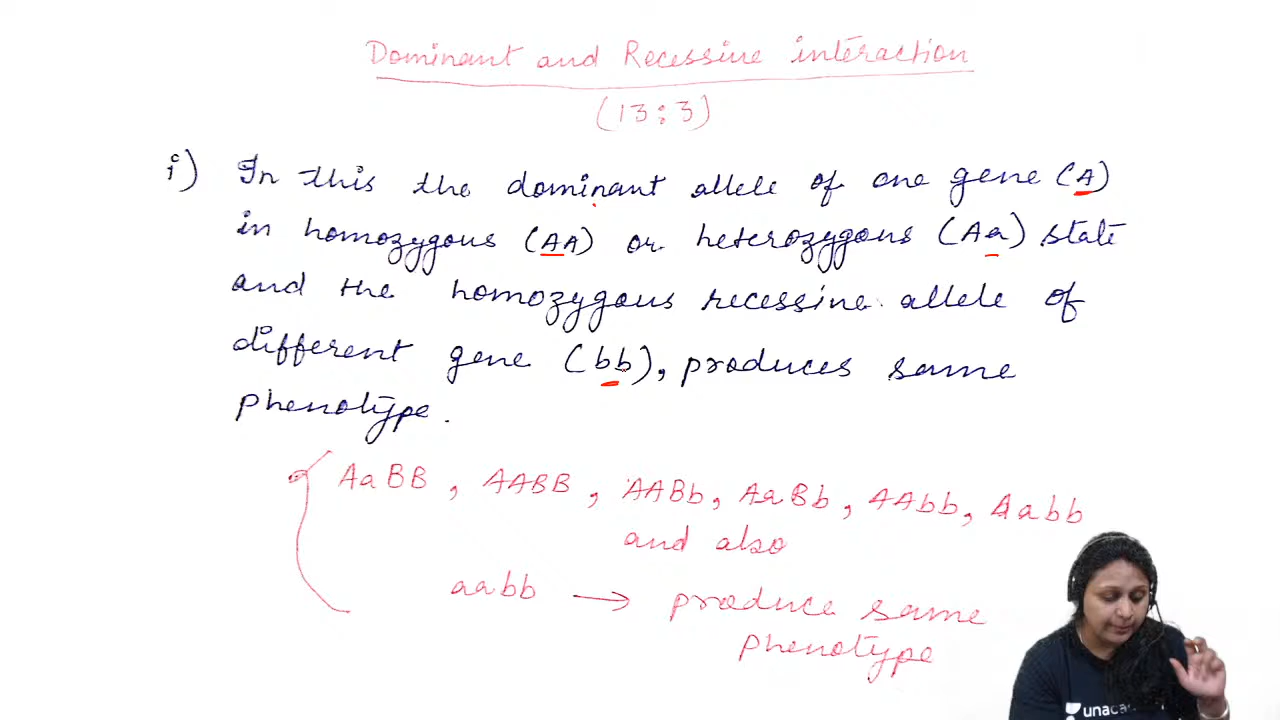 Dominant and Recessive interaction
(13:3)
i) In this the dominant allele of one gene (A)
in homozygous (AA) or heterozygous (Aa) state
and the homozygous recessive allele of
different gene (bb), produces same
phenotype.
AaBB, AABB, AABb, AaBb, AAbb, Aabb
and also
aabb → produce same
phenotype
unaca